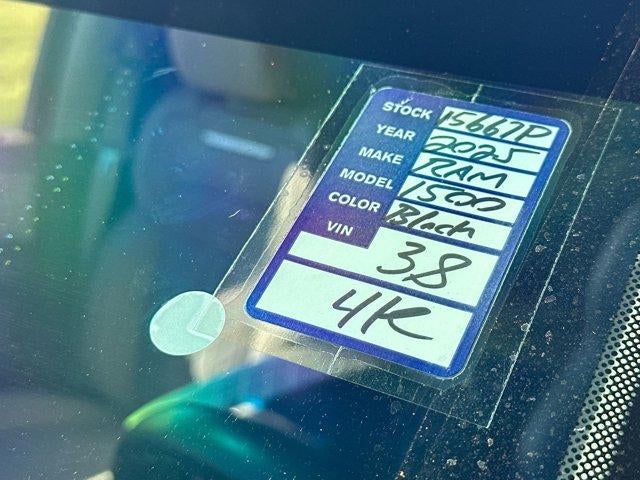 STOCK 15667P
YEAR 2025
MAKE RAM
MODEL 1500
COLOR Black
VIN
38
4K